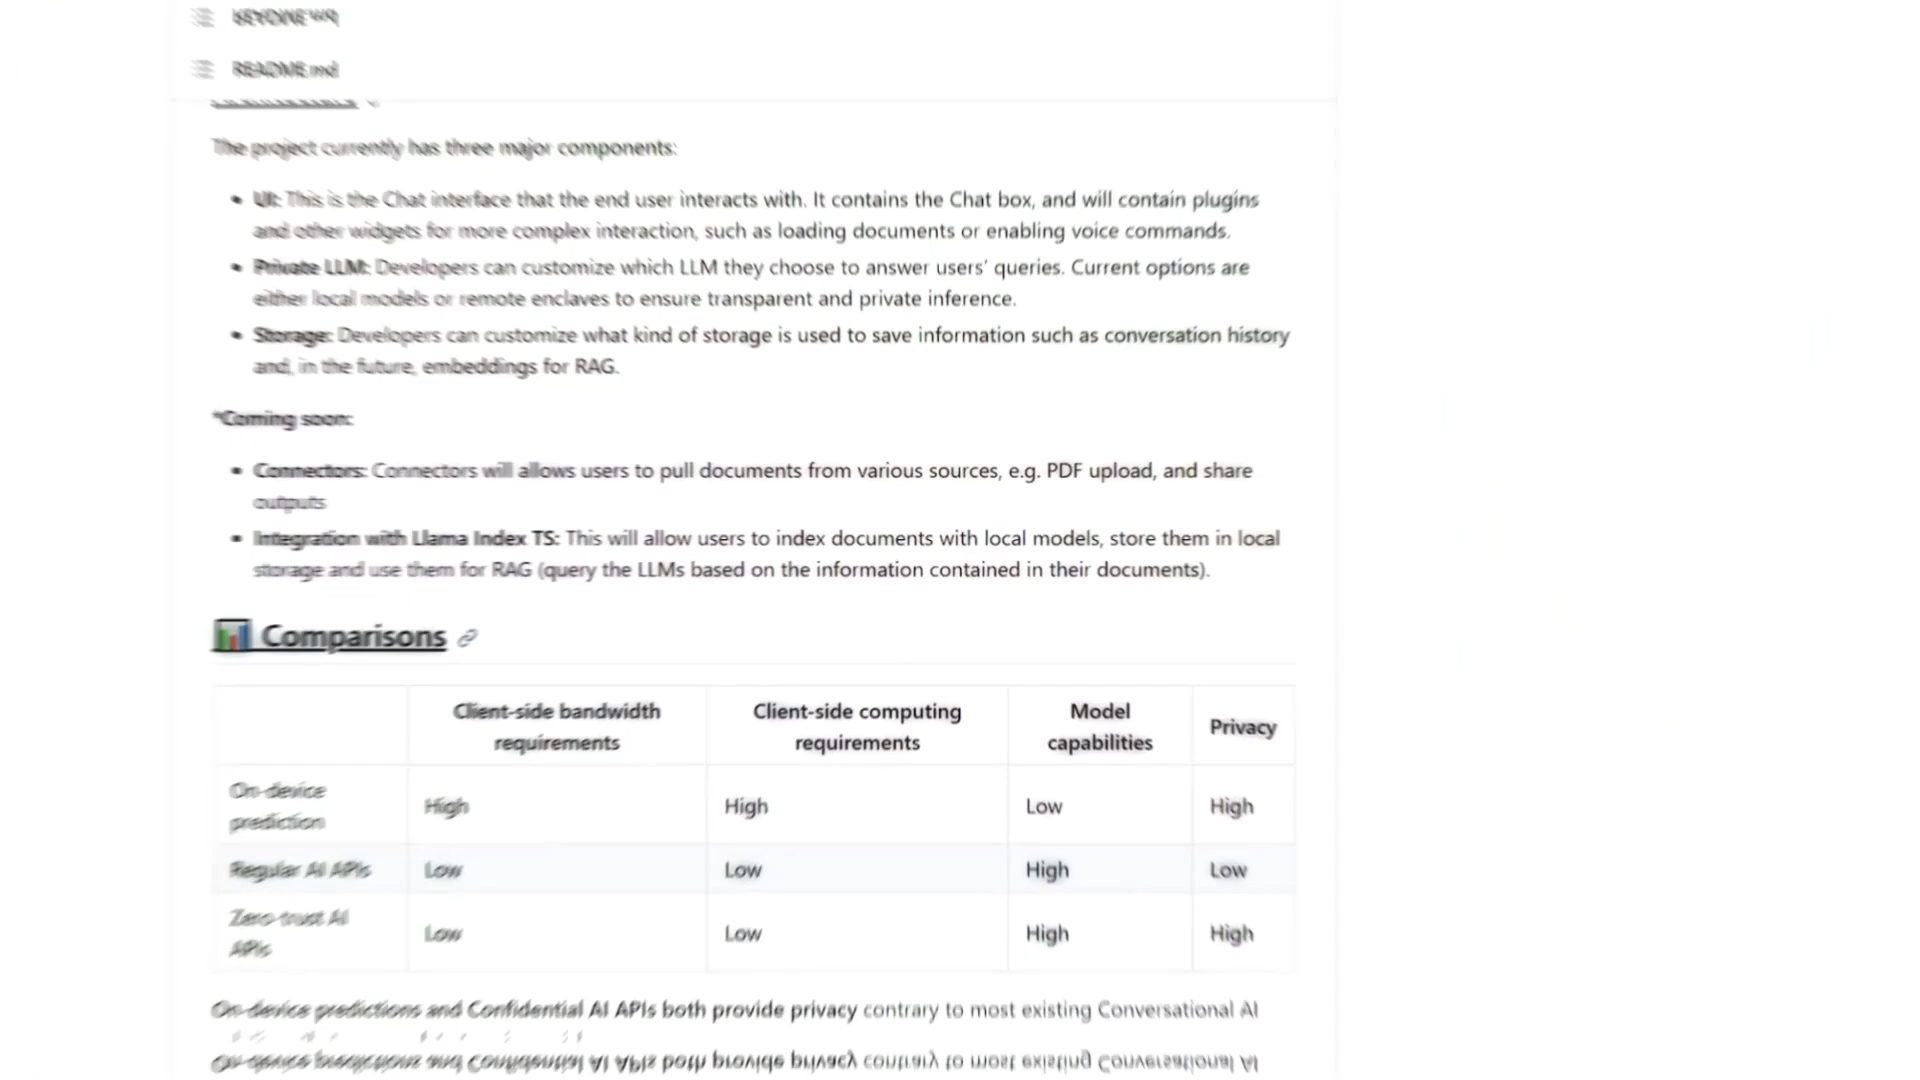 README.md
The project currently has three major components:
• UI: This is the Chat interface that the end user interacts with. It contains the Chat box, and will contain plugins
and other widgets for more complex interaction, such as loading documents or enabling voice commands.
• Private LLM: Developers can customize which LLM they choose to answer users' queries. Current options are
either local models or remote enclaves to ensure transparent and private inference.
• Storage: Developers can customize what kind of storage is used to save information such as conversation history
and, in the future, embeddings for RAG.
*Coming soon:
• Connectors: Connectors will allows users to pull documents from various sources, e.g. PDF upload, and share
outputs
• Integration with Llama Index TS: This will allow users to index documents with local models, store them in local
storage and use them for RAG (query the LLMs based on the information contained in their documents).
📊 Comparisons
Client-side bandwidth requirements Client-side computing requirements Model capabilities Privacy
On-device prediction High High Low High
Regular AI APIs Low Low High Low
Zero-trust AI APIs Low Low High High
On-device predictions and Confidential AI APIs both provide privacy contrary to most existing Conversational AI